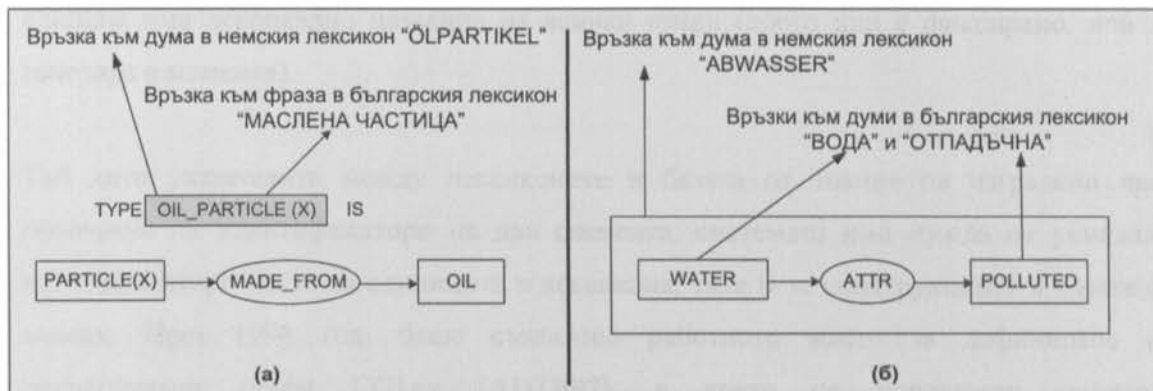 Връзка към дума в немския лексикон “ÖLPARTIKEL”
Връзка към фраза в българския лексикон
“МАСЛЕНА ЧАСТИЦА”
TYPE OIL_PARTICLE (X) IS
PARTICLE(X) MADE_FROM OIL
(а)
Връзка към дума в немския лексикон
“ABWASSER”
Връзки към думи в българския лексикон
“ВОДА” и “ОТПАДЪЧНА”
WATER ATTR POLLUTED
(б)